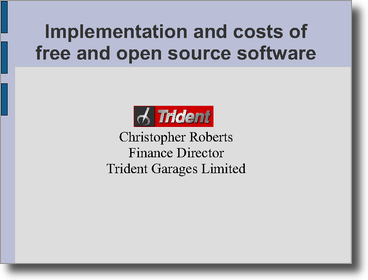 Implementation and costs of
free and open source software
Trident
Christopher Roberts
Finance Director
Trident Garages Limited